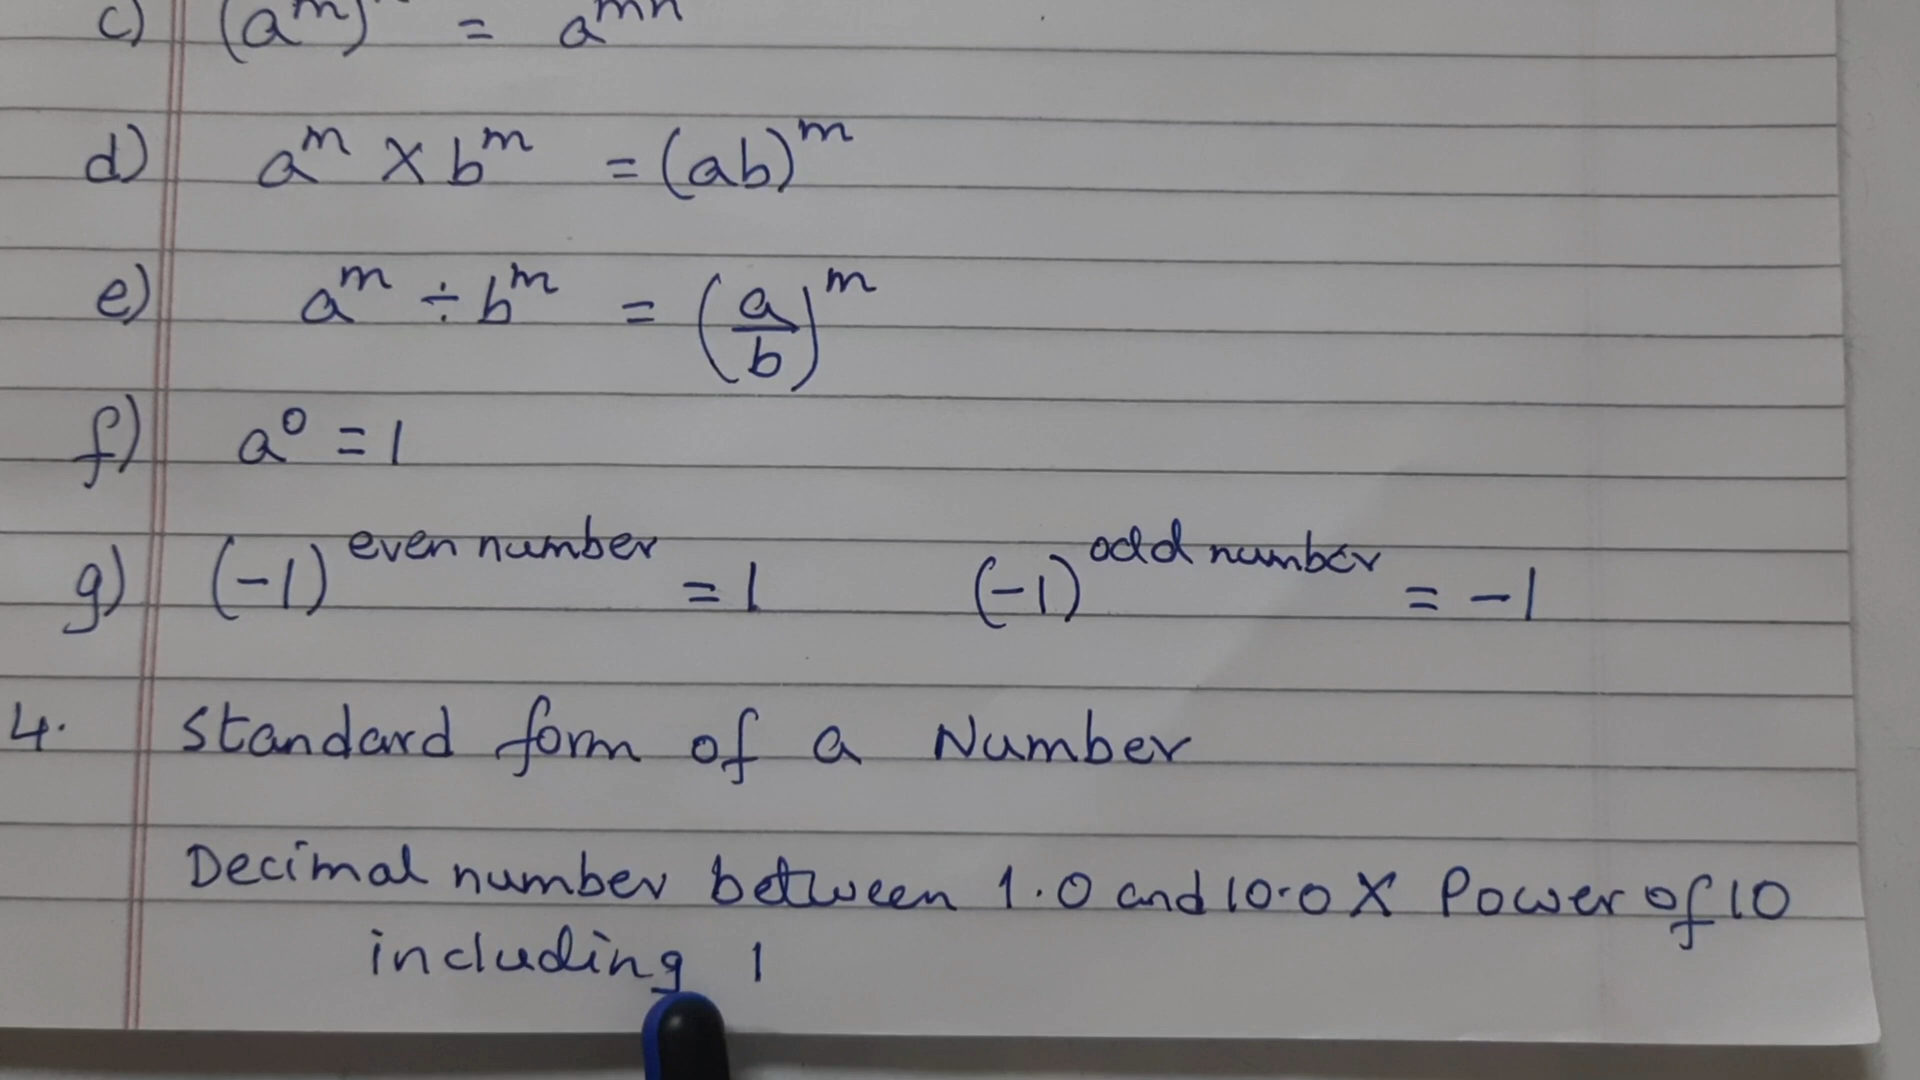 c) (a^m)^n = a^mn
d) a^m × b^m = (ab)^m
e) a^m ÷ b^m = (a/b)^m
f) a^0 = 1
g) (-1)^even number = 1 (-1)^odd number = -1
4. Standard form of a Number
Decimal number between 1.0 and 10.0 × Power of 10
including 1